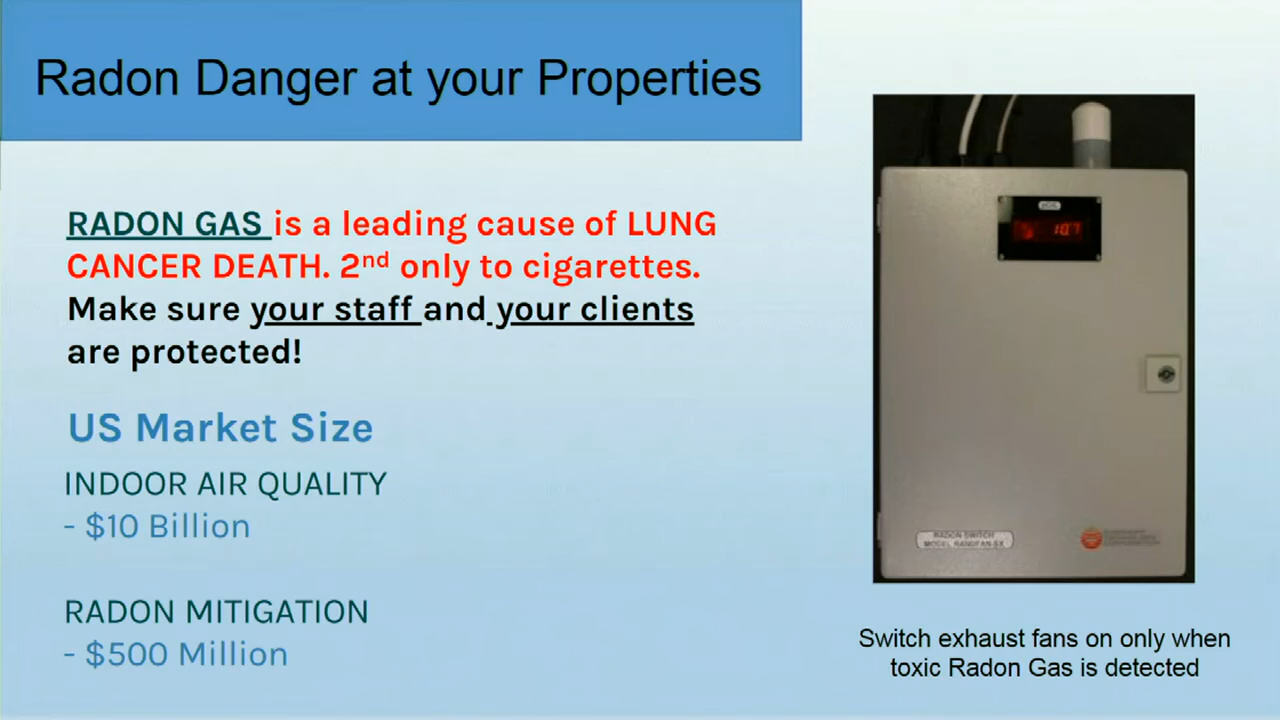 Radon Danger at your Properties
RADON GAS is a leading cause of LUNG
CANCER DEATH. 2nd only to cigarettes.
Make sure your staff and your clients
are protected!
US Market Size
INDOOR AIR QUALITY
- $10 Billion
RADON MITIGATION
- $500 Million
RADON SWITCH
Switch exhaust fans on only when
toxic Radon Gas is detected